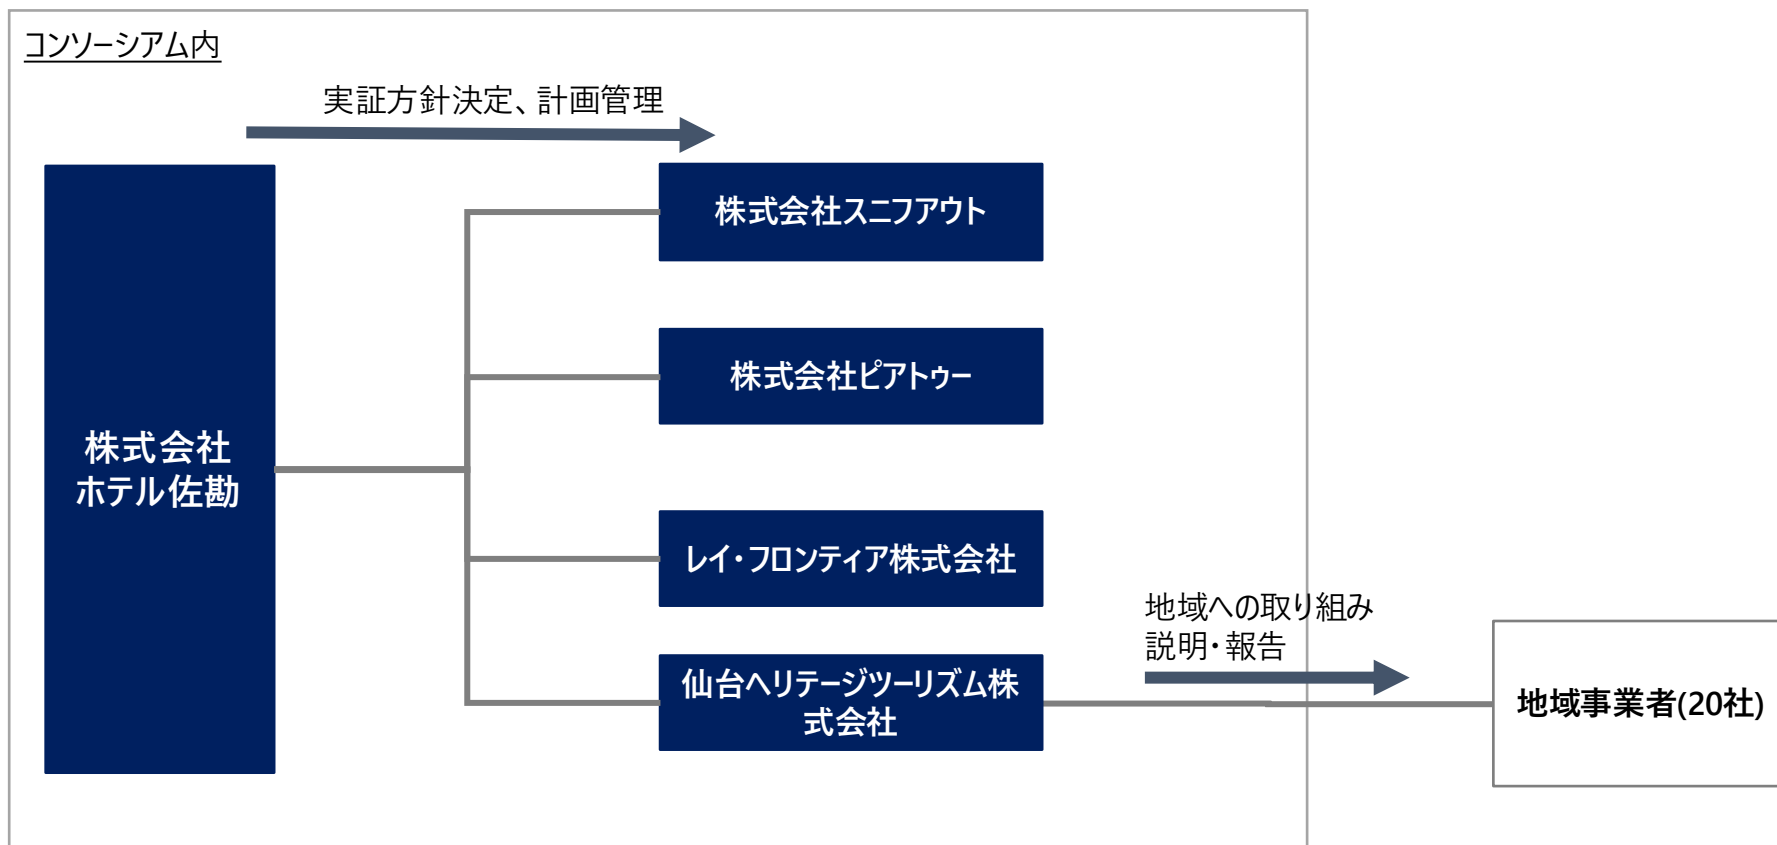 コンソーシアム内
実証方針決定、計画管理
株式会社
ホテル佐勘
株式会社スニフアウト
株式会社ピアトゥー
レイ・フロンティア株式会社
仙台ヘリテージツーリズム株
式会社
地域への取り組み
説明・報告
地域事業者(20社)